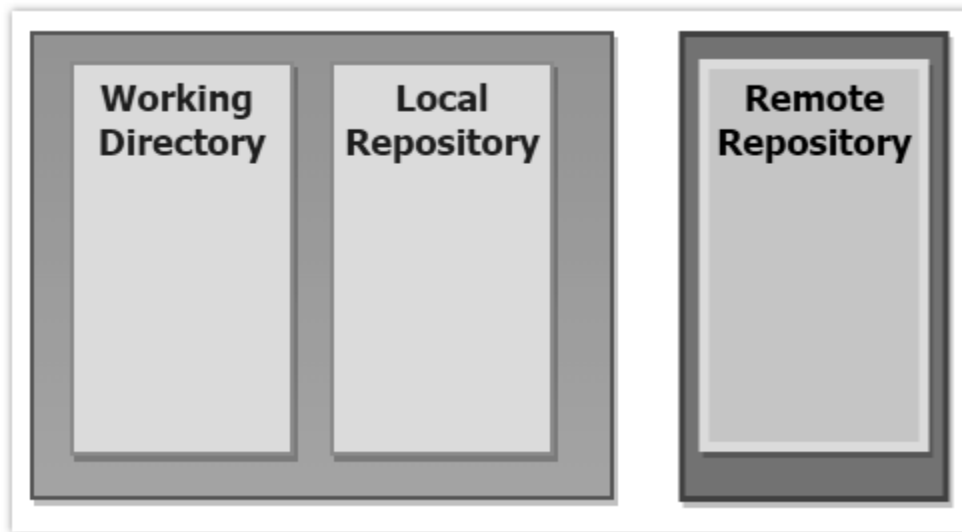 Working
Directory
Local
Repository
Remote
Repository